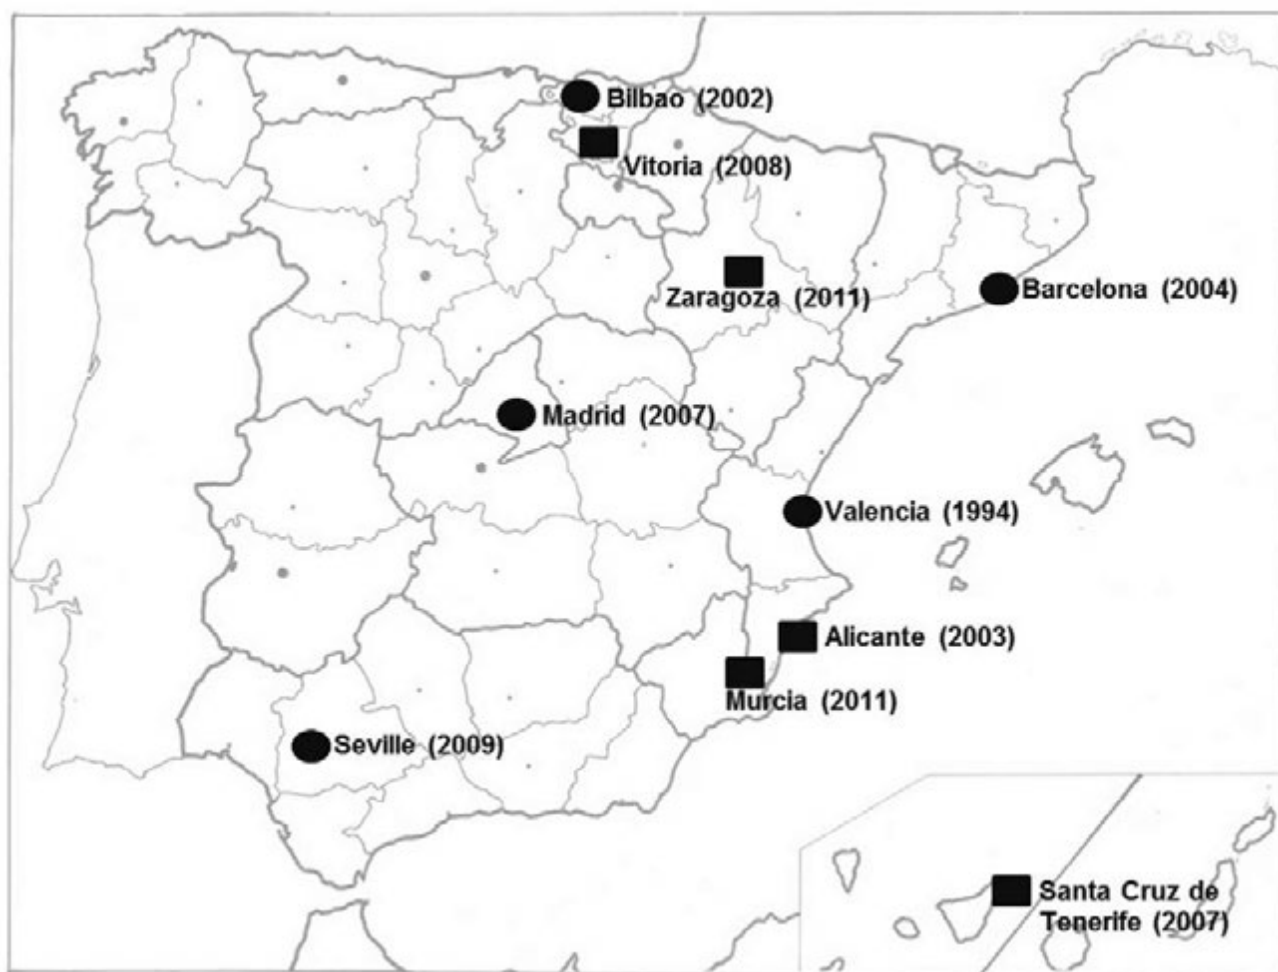 Bilbao (2002)
Vitoria (2008)
Zaragoza (2011)
Barcelona (2004)
Madrid (2007)
Valencia (1994)
Alicante (2003)
Murcia (2011)
Seville (2009)
Santa Cruz de
Tenerife (2007)